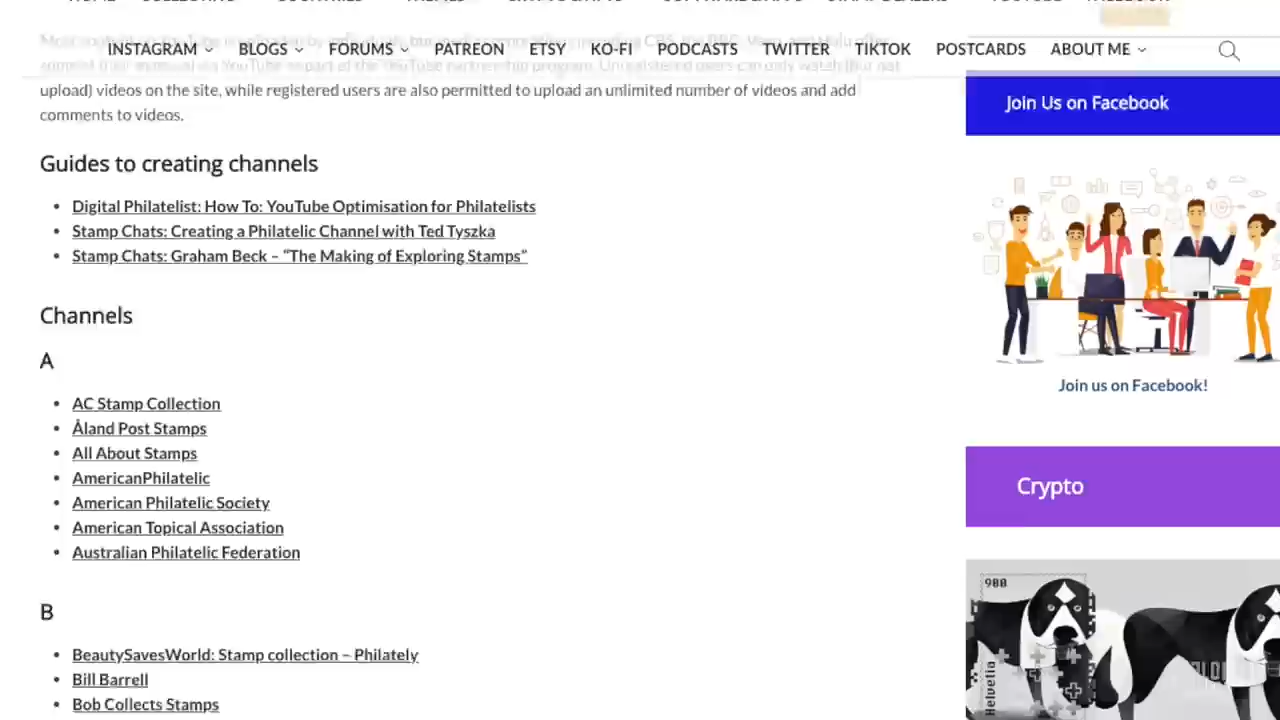 INSTAGRAM BLOGS FORUMS PATREON ETSY KO-FI PODCASTS TWITTER TIKTOK POSTCARDS ABOUT ME
upload) videos on the site, while registered users are also permitted to upload an unlimited number of videos and add
comments to videos.
Guides to creating channels
• Digital Philatelist: How To: YouTube Optimisation for Philatelists
• Stamp Chats: Creating a Philatelic Channel with Ted Tyszka
• Stamp Chats: Graham Beck – “The Making of Exploring Stamps”
Channels
A
• AC Stamp Collection
• Åland Post Stamps
• All About Stamps
• AmericanPhilatelic
• American Philatelic Society
• American Topical Association
• Australian Philatelic Federation
B
• BeautySavesWorld: Stamp collection – Philately
• Bill Barrell
• Bob Collects Stamps
Join Us on Facebook
Join us on Facebook!
Crypto
900
Helvetia